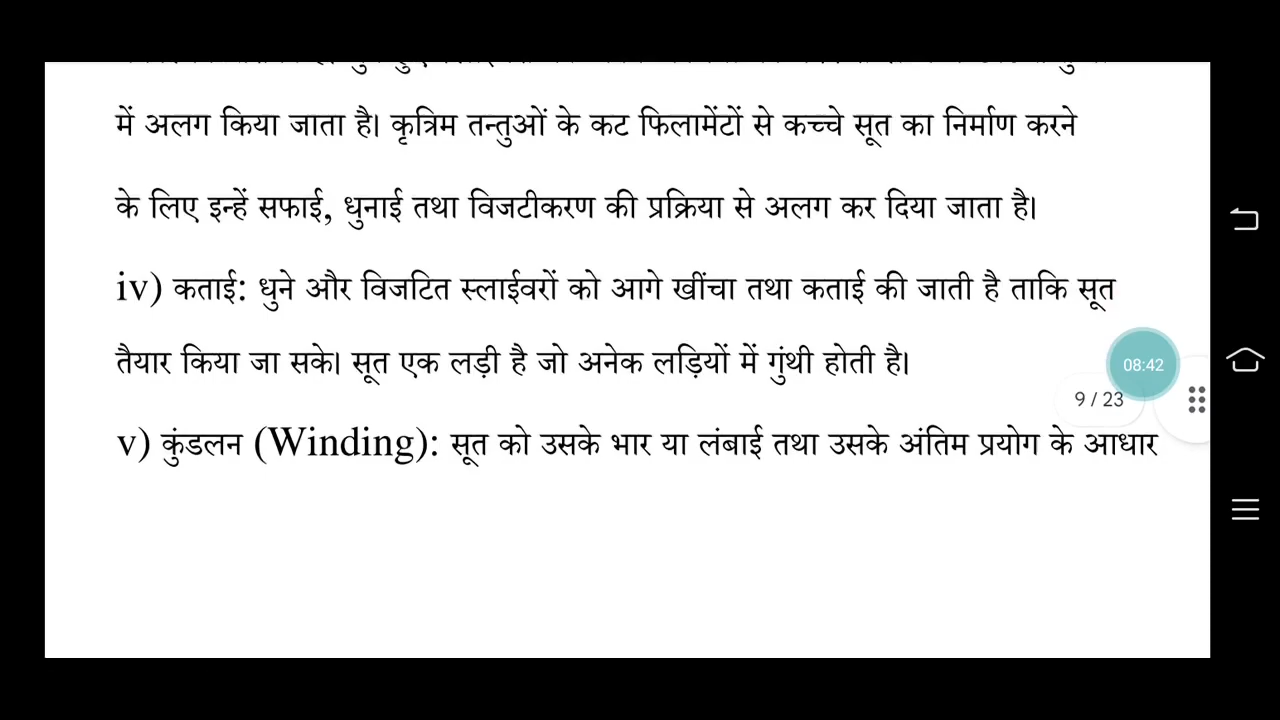 में अलग किया जाता है। कृत्रिम तन्तुओं के कट फिलामेंटों से कच्चे सूत का निर्माण करने
के लिए इन्हें सफाई, धुनाई तथा विजटीकरण की प्रक्रिया से अलग कर दिया जाता है।
iv) कताई: धुने और विजटित स्लाईवरों को आगे खींचा तथा कताई की जाती है ताकि सूत
तैयार किया जा सके। सूत एक लड़ी है जो अनेक लड़ियों में गुंथी होती है।
08:42
9 / 23
v) कुंडलन (Winding): सूत को उसके भार या लंबाई तथा उसके अंतिम प्रयोग के आधार